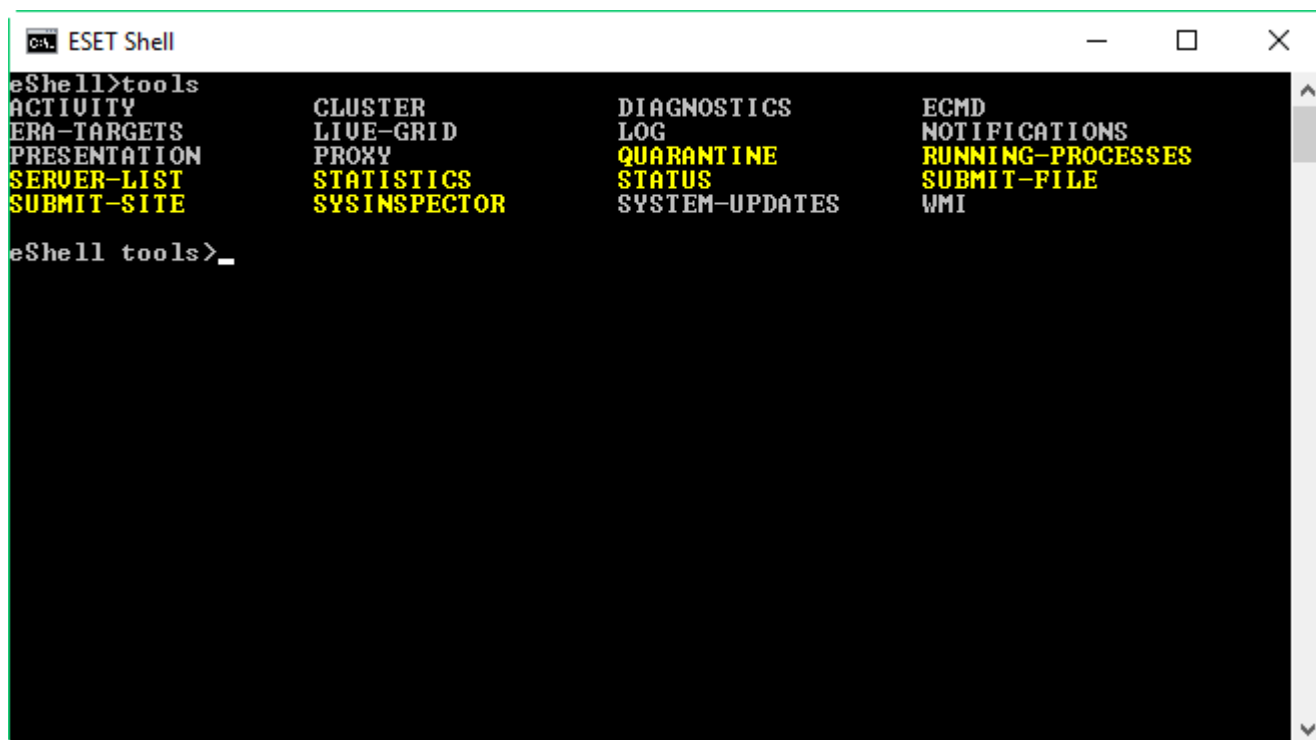 ESET Shell
eShell>tools
ACTIVITY CLUSTER DIAGNOSTICS ECMD
ERA-TARGETS LIVE-GRID LOG NOTIFICATIONS
PRESENTATION PROXY QUARANTINE RUNNING-PROCESSES
SERVER-LIST STATISTICS STATUS SUBMIT-FILE
SUBMIT-SITE SYSINSPECTOR SYSTEM-UPDATES WMI
eShell tools>_